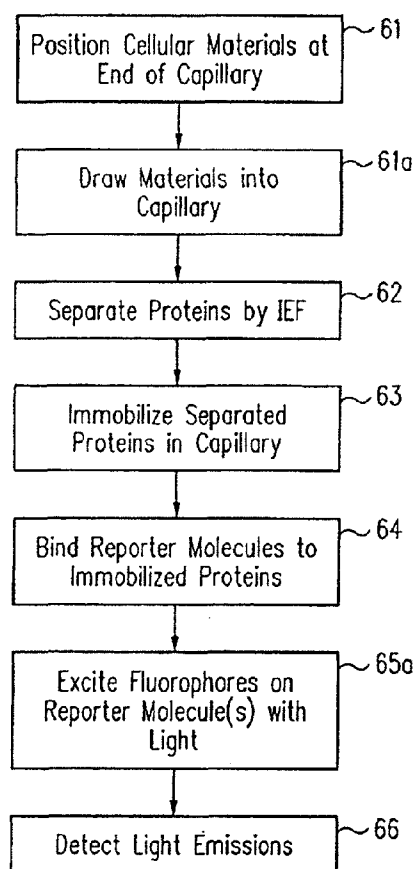 Position Cellular Materials at
End of Capillary
61
Draw Materials into
Capillary
61a
Separate Proteins by IEF
62
Immobilize Separated
Proteins in Capillary
63
Bind Reporter Molecules to
Immobilized Proteins
64
Excite Fluorophores on
Reporter Molecule(s) with
Light
65a
Detect Light Emissions
66